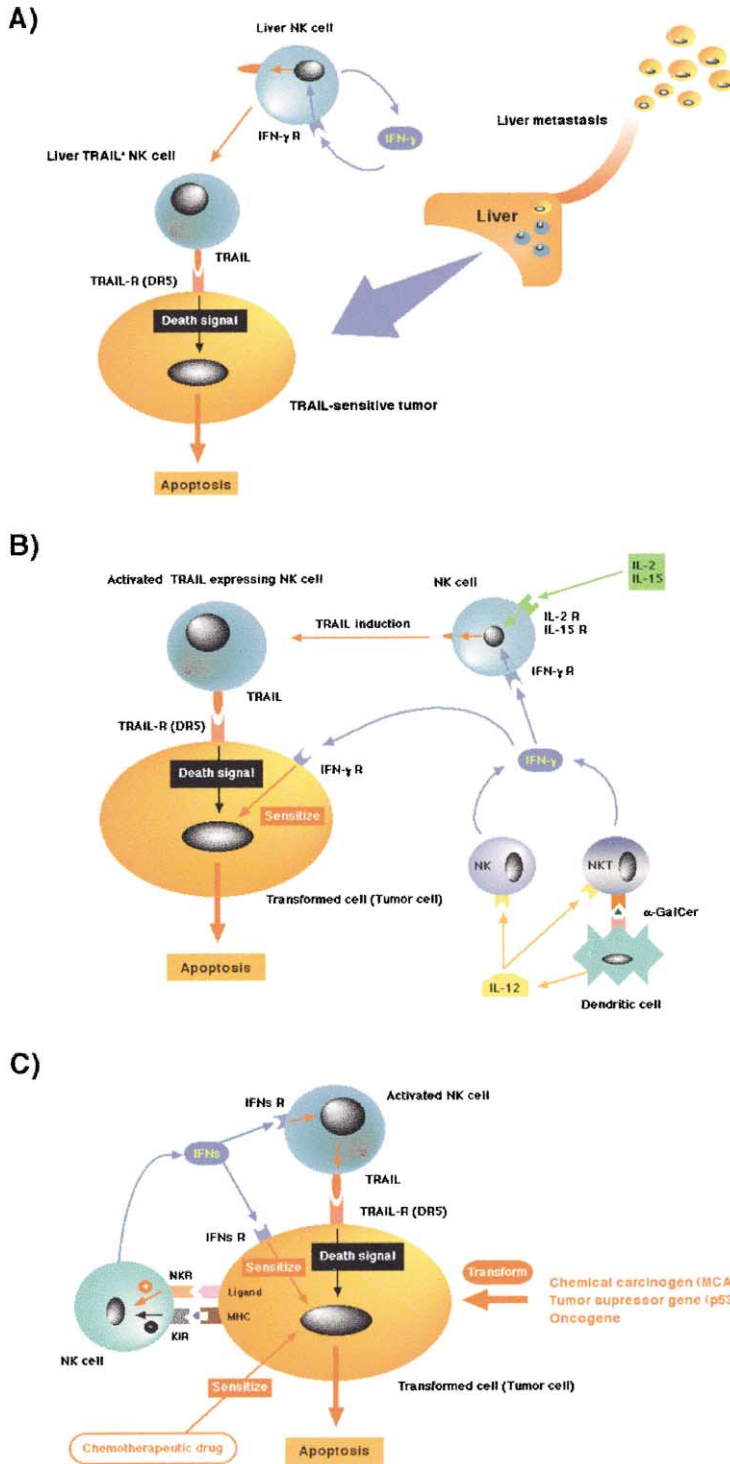 A)
Liver NK cell
IFN-γ R
IFN-γ
Liver metastasis
Liver TRAIL⁺ NK cell
Liver
TRAIL
TRAIL-R (DR5)
Death signal
TRAIL-sensitive tumor
Apoptosis
B)
Activated TRAIL expressing NK cell
NK cell
IL-2
IL-15
TRAIL induction
IL-2 R
IL-15 R
IFN-γ R
TRAIL
TRAIL-R (DR5)
IFN-γ R
IFN-γ
Death signal
Sensitize
NK
NKT
Transformed cell (Tumor cell)
α-GalCer
Apoptosis
IL-12
Dendritic cell
C)
IFNs R
Activated NK cell
IFNs
TRAIL
TRAIL-R (DR5)
IFNs R
Death signal
Sensitize
Transform
NKR
Ligand
Chemical carcinogen (MCA
Tumor supressor gene (p53
Oncogene
KIR
MHC
NK cell
Sensitize
Transformed cell (Tumor cell)
Chemotherapeutic drug
Apoptosis